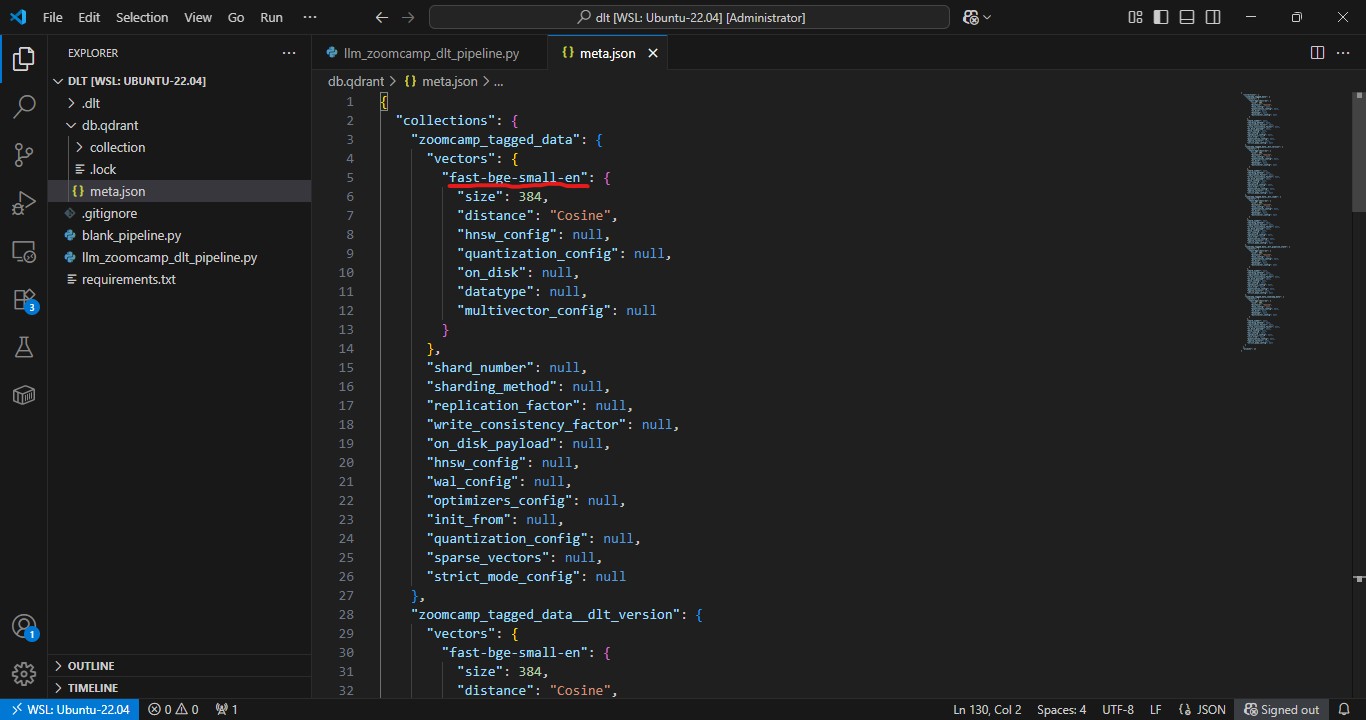 File Edit Selection View Go Run ···
dlt [WSL: Ubuntu-22.04] [Administrator]
EXPLORER ···
DLT [WSL: UBUNTU-22.04]
.dlt
db.qdrant
collection
.lock
{} meta.json
.gitignore
blank_pipeline.py
llm_zoomcamp_dlt_pipeline.py
requirements.txt
3
1
OUTLINE
TIMELINE
llm_zoomcamp_dlt_pipeline.py
{} meta.json
···
db.qdrant > {} meta.json > ...
1 {
2 "collections": {
3 "zoomcamp_tagged_data": {
4 "vectors": {
5 "fast-bge-small-en": {
6 "size": 384,
7 "distance": "Cosine",
8 "hnsw_config": null,
9 "quantization_config": null,
10 "on_disk": null,
11 "datatype": null,
12 "multivector_config": null
13 }
14 },
15 "shard_number": null,
16 "sharding_method": null,
17 "replication_factor": null,
18 "write_consistency_factor": null,
19 "on_disk_payload": null,
20 "hnsw_config": null,
21 "wal_config": null,
22 "optimizers_config": null,
23 "init_from": null,
24 "quantization_config": null,
25 "sparse_vectors": null,
26 "strict_mode_config": null
27 },
28 "zoomcamp_tagged_data__dlt_version": {
29 "vectors": {
30 "fast-bge-small-en": {
31 "size": 384,
32 "distance": "Cosine",
WSL: Ubuntu-22.04 0 0 1 Ln 130, Col 2 Spaces: 4 UTF-8 LF {} JSON Signed out